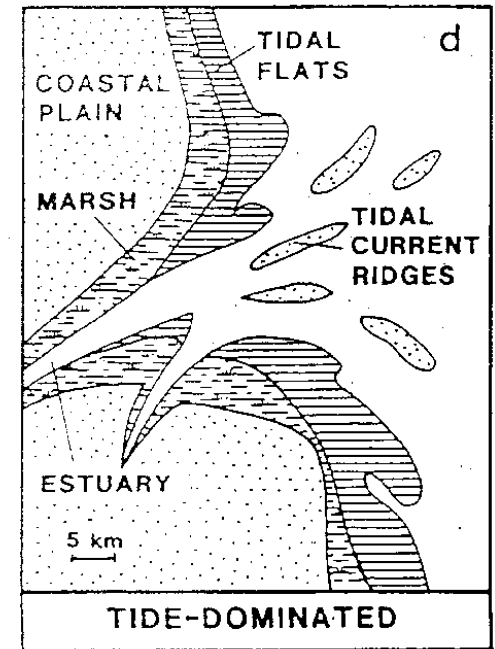 d
TIDAL
FLATS
COASTAL
PLAIN
MARSH
TIDAL
CURRENT
RIDGES
ESTUARY
5 km
TIDE-DOMINATED